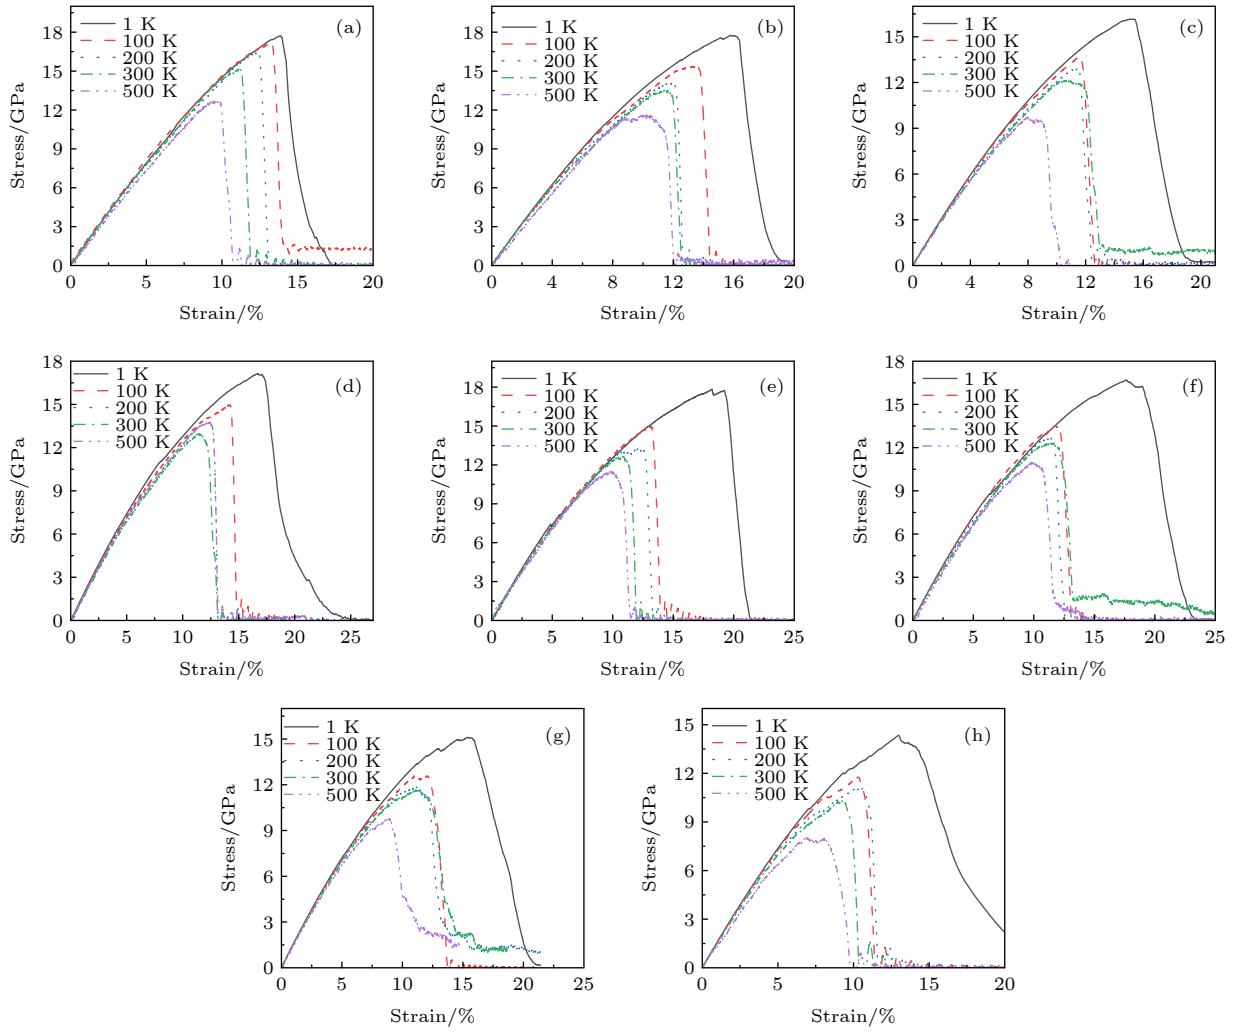 (a)
1 K
100 K
200 K
300 K
500 K
18
15
12
9
6
3
0
0 5 10 15 20
Stress/GPa
Strain/%
(b)
1 K
100 K
200 K
300 K
500 K
18
15
12
9
6
3
0
0 4 8 12 16 20
Stress/GPa
Strain/%
(c)
1 K
100 K
200 K
300 K
500 K
15
12
9
6
3
0
0 4 8 12 16 20
Stress/GPa
Strain/%
(d)
1 K
100 K
200 K
300 K
500 K
18
15
12
9
6
3
0
0 5 10 15 20 25
Stress/GPa
Strain/%
(e)
1 K
100 K
200 K
300 K
500 K
18
15
12
9
6
3
0
0 5 10 15 20 25
Stress/GPa
Strain/%
(f)
1 K
100 K
200 K
300 K
500 K
18
15
12
9
6
3
0
0 5 10 15 20 25
Stress/GPa
Strain/%
(g)
1 K
100 K
200 K
300 K
500 K
15
12
9
6
3
0
0 5 10 15 20 25
Stress/GPa
Strain/%
(h)
1 K
100 K
200 K
300 K
500 K
15
12
9
6
3
0
0 5 10 15 20
Stress/GPa
Strain/%